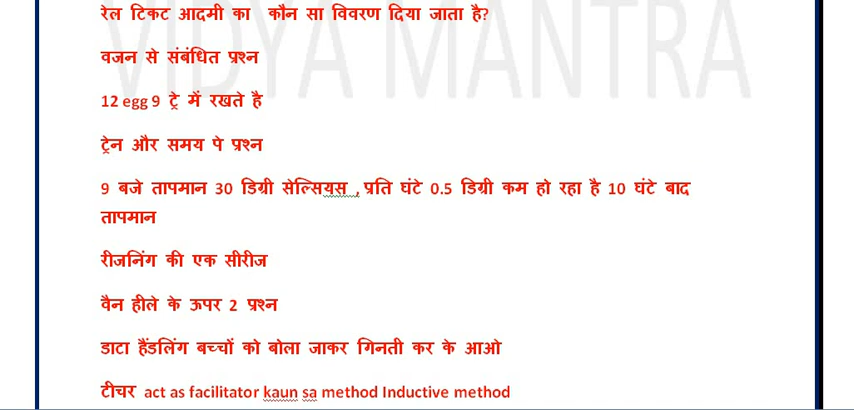 VIDYA MANTRA
रेल टिकट आदमी का कौन सा विवरण दिया जाता है?
वजन से संबंधित प्रश्न
12 egg 9 ट्रे में रखते है
ट्रेन और समय पे प्रश्न
9 बजे तापमान 30 डिग्री सेल्सियस , प्रति घंटे 0.5 डिग्री कम हो रहा है 10 घंटे बाद
तापमान
रीजनिंग की एक सीरीज
वैन हीले के ऊपर 2 प्रश्न
डाटा हैंडलिंग बच्चों को बोला जाकर गिनती कर के आओ
टीचर act as facilitator kaun sa method Inductive method